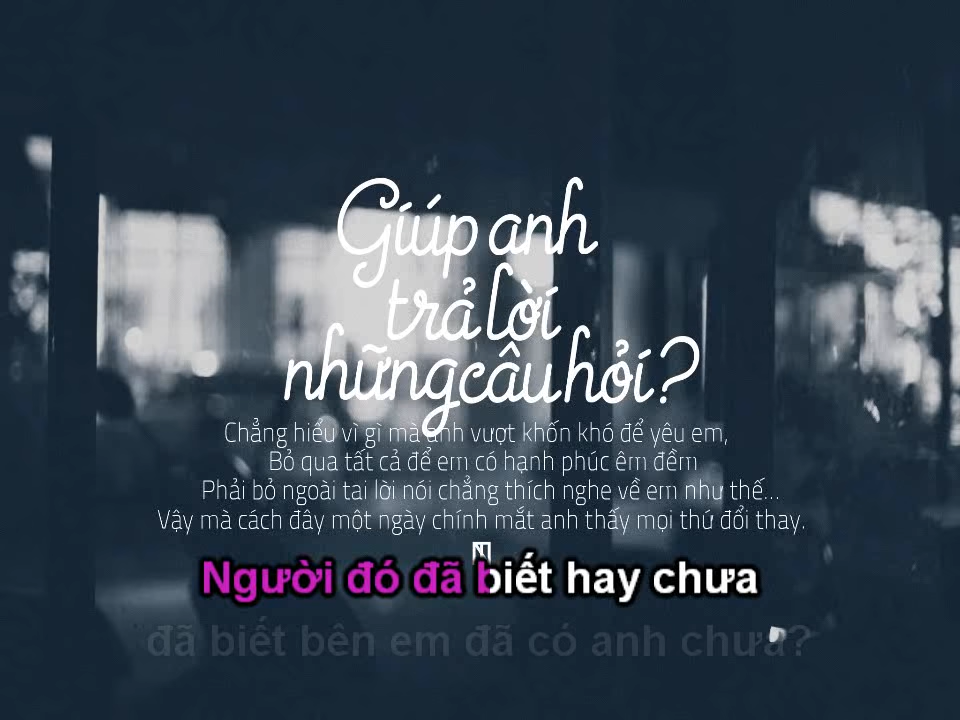 Giúp anh
trả lời
những câu hỏi?
Chẳng hiểu vì gì mà anh vượt khốn khó để yêu em,
Bỏ qua tất cả để em có hạnh phúc êm đềm
Phải bỏ ngoài tai lời nói chẳng thích nghe về em như thế...
Vậy mà cách đây một ngày chính mắt anh thấy mọi thứ đổi thay.
Người đó đã biết hay chưa
đã biết bên em đã có anh chưa?